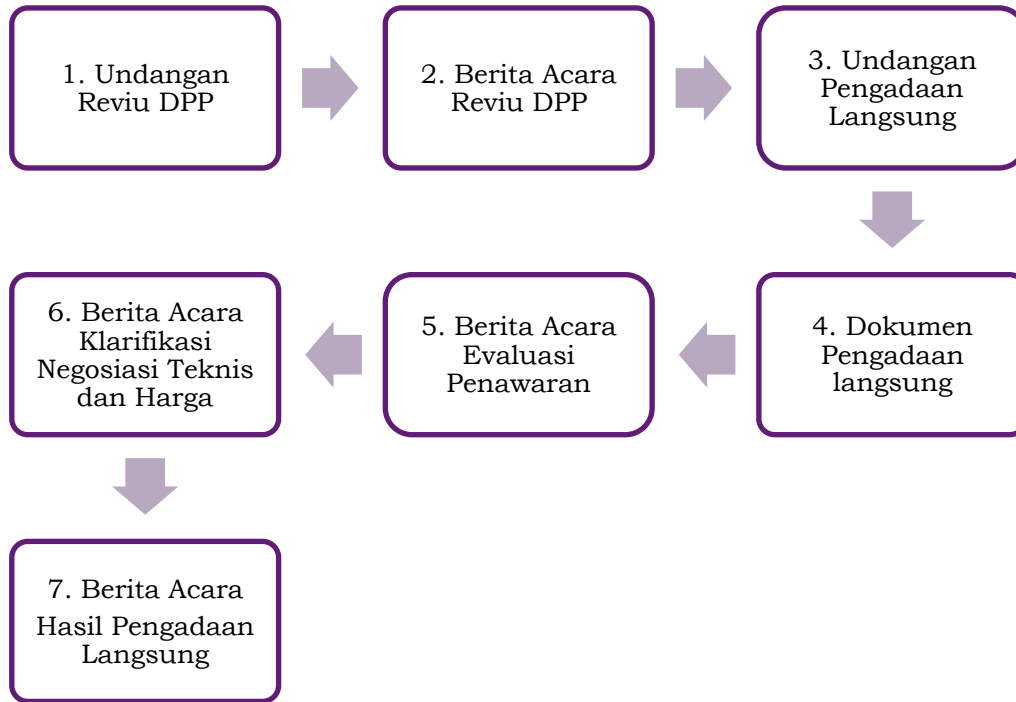 1. Undangan
Reviu DPP
2. Berita Acara
Reviu DPP
3. Undangan
Pengadaan
Langsung
4. Dokumen
Pengadaan
langsung
5. Berita Acara
Evaluasi
Penawaran
6. Berita Acara
Klarifikasi
Negosiasi Teknis
dan Harga
7. Berita Acara
Hasil Pengadaan
Langsung